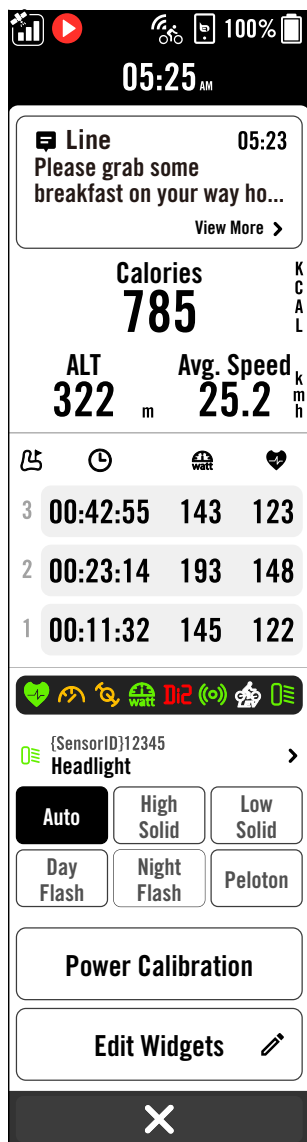 100%
05:25 AM
Line 05:23
Please grab some
breakfast on your way ho...
View More
Calories
785
KCAL
ALT
322 m
Avg. Speed
25.2 kmh
watt
3 00:42:55 143 123
2 00:23:14 193 148
1 00:11:32 145 122
watt Di2
{SensorID}12345
Headlight
Auto
High
Solid
Low
Solid
Day
Flash
Night
Flash
Peloton
Power Calibration
Edit Widgets